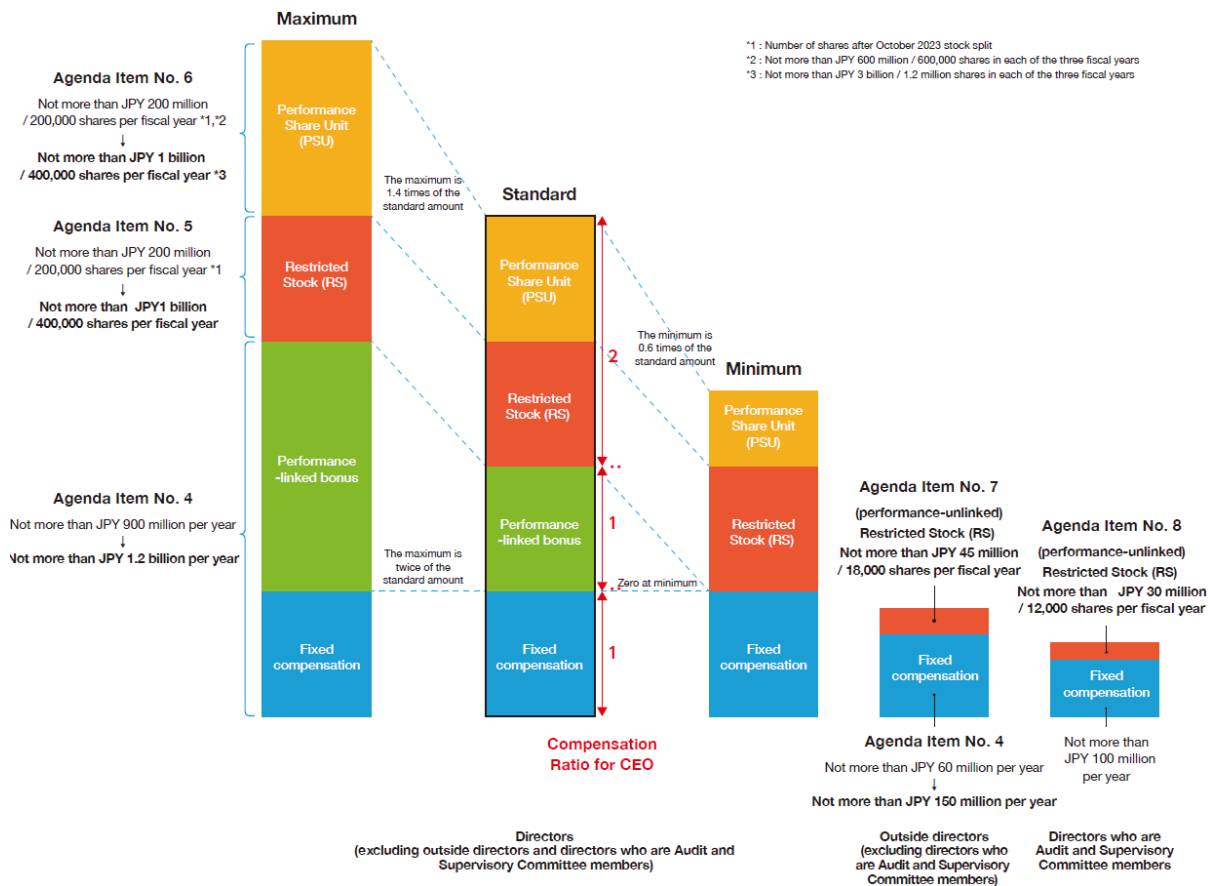 Maximum
*1 : Number of shares after October 2023 stock split
*2 : Not more than JPY 600 million / 600,000 shares in each of the three fiscal years
*3 : Not more than JPY 3 billion / 1.2 million shares in each of the three fiscal years
Agenda Item No. 6
Not more than JPY 200 million
/ 200,000 shares per fiscal year *1,*2
↓
Not more than JPY 1 billion
/ 400,000 shares per fiscal year *3
Performance
Share Unit
(PSU)
The maximum is
1.4 times of the
standard amount
Agenda Item No. 5
Not more than JPY 200 million
/ 200,000 shares per fiscal year *1
↓
Not more than JPY1 billion
/ 400,000 shares per fiscal year
Restricted
Stock (RS)
Agenda Item No. 4
Not more than JPY 900 million per year
↓
Not more than JPY 1.2 billion per year
Performance
-linked bonus
The maximum is
twice of the
standard amount
Fixed
compensation
Standard
Performance
Share Unit
(PSU)
Restricted
Stock (RS)
Performance
-linked bonus
Fixed
compensation
2
..
1
..
1
Compensation
Ratio for CEO
The minimum is
0.6 times of the
standard amount
Zero at minimum
Minimum
Performance
Share Unit
(PSU)
Restricted
Stock (RS)
Fixed
compensation
Directors
(excluding outside directors and directors who are Audit and
Supervisory Committee members)
Agenda Item No. 7
(performance-unlinked)
Restricted Stock (RS)
Not more than JPY 45 million
/ 18,000 shares per fiscal year
Fixed
compensation
Agenda Item No. 4
Not more than JPY 60 million per year
↓
Not more than JPY 150 million per year
Outside directors
(excluding directors who
are Audit and Supervisory
Committee members)
Agenda Item No. 8
(performance-unlinked)
Restricted Stock (RS)
Not more than JPY 30 million
/ 12,000 shares per fiscal year
Fixed
compensation
Not more than
JPY 100 million
per year
Directors who are
Audit and Supervisory
Committee members